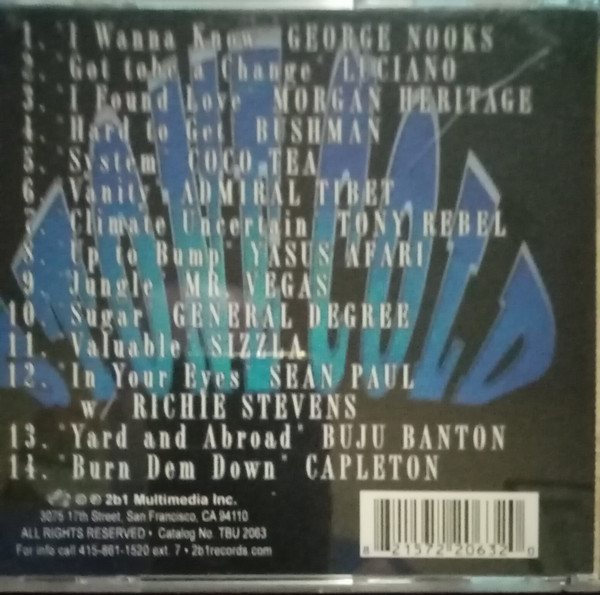 1. "I Wanna Know" GEORGE NOOKS
2. "Got tobe a Change" LUCIANO
3. "I Found Love" MORGAN HERITAGE
4. "Hard to Get" BUSHMAN
5. "System" COCO TEA
6. "Vanity" ADMIRAL TIBET
7. "Climate Uncertain" TONY REBEL
8. "Up to Bump" YASUS AFARI
9. "Jungle" MR. VEGAS
10. "Sugar" GENERAL DEGREE
11. "Valuable" SIZZLA
12. "In Your Eyes" SEAN PAUL
w/ RICHIE STEVENS
13. "Yard and Abroad" BUJU BANTON
14. "Burn Dem Down" CAPLETON
℗ © 2b1 Multimedia Inc.
3075 17th Street, San Francisco, CA 94110
ALL RIGHTS RESERVED • Catalog No. TBU 2063
For info call 415-861-1520 ext. 7 • 2b1records.com
8 21572 20632 0